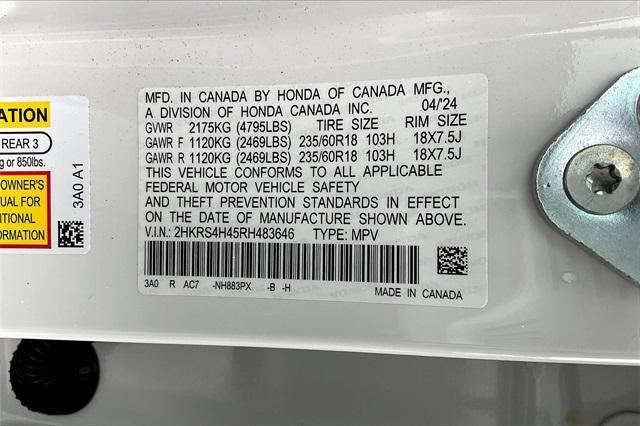 ATION
REAR 3
g or 850lbs.
OWNER'S
UAL FOR
ITIONAL
ORMATION
3A0 A1
MFD. IN CANADA BY HONDA OF CANADA MFG.,
A DIVISION OF HONDA CANADA INC. 04/24
GVWR 2175KG (4795LBS) TIRE SIZE RIM SIZE
GAWR F 1120KG (2469LBS) 235/60R18 103H 18X7.5J
GAWR R 1120KG (2469LBS) 235/60R18 103H 18X7.5J
THIS VEHICLE CONFORMS TO ALL APPLICABLE
FEDERAL MOTOR VEHICLE SAFETY
AND THEFT PREVENTION STANDARDS IN EFFECT
ON THE DATE OF MANUFACTURE SHOWN ABOVE.
V.I.N.: 2HKRS4H45RH483646 TYPE: MPV
3A0 R AC7 -NH883PX -B -H
MADE IN CANADA